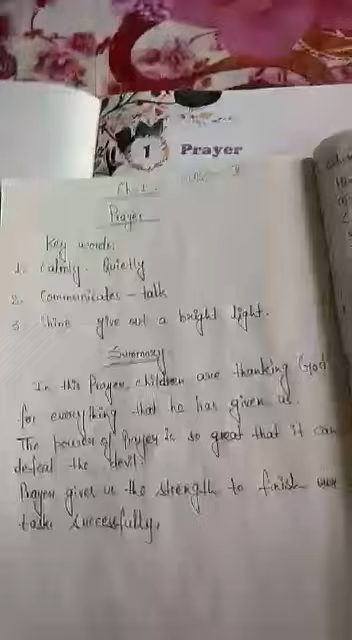 1 Prayer
Ch-1.
Prayer
Key words:
1. Calmly - Quietly
2. Communicates - talk
3. Shine give out a bright light.
Summary
In this Prayer, children are thanking God
for everything that he has given us.
The power of Prayer is so great that it can
defeat the devil.
Prayer gives us the strength to finish our
task successfully.